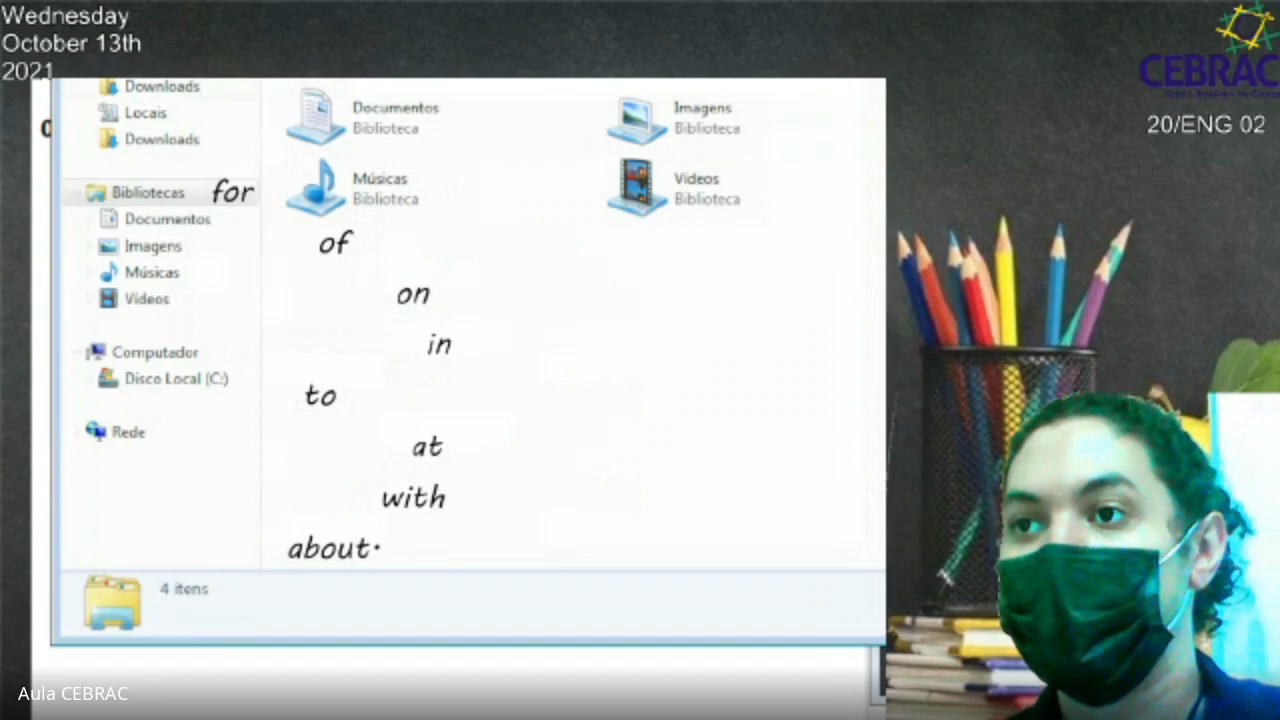 Wednesday
October 13th
2021
CEBRAC
20/ENG 02
Downloads
Locais
Downloads
Bibliotecas
Documentos
Imagens
Músicas
Vídeos
Computador
Disco Local (C:)
Rede
Documentos
Biblioteca
Imagens
Biblioteca
Músicas
Biblioteca
Vídeos
Biblioteca
for
of
on
in
to
at
with
about.
4 itens
Aula CEBRAC